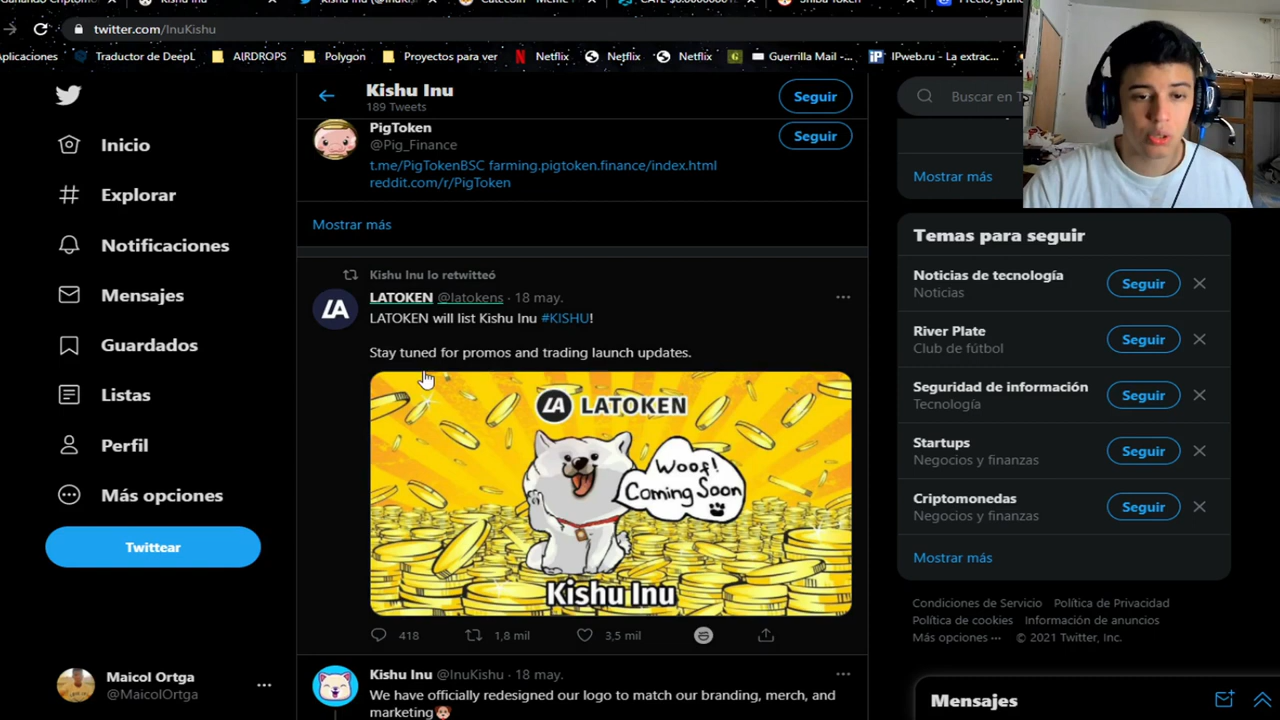 twitter.com/InuKishu
Aplicaciones
Traductor de DeepL
AIRDROPS
Polygon
Proyectos para ver
Netflix
Netflix
Netflix
Guerrilla Mail -...
IPweb.ru - La extrac...
Inicio
Explorar
Notificaciones
Mensajes
Guardados
Listas
Perfil
Más opciones
Twittear
Maicol Ortga
@MaicolOrtga
Kishu Inu
189 Tweets
Seguir
PigToken
@Pig_Finance
Seguir
t.me/PigTokenBSC farming.pigtoken.finance/index.html
reddit.com/r/PigToken
Mostrar más
Kishu Inu lo retwitteó
LATOKEN @latokens · 18 may.
LATOKEN will list Kishu Inu #KISHU!
Stay tuned for promos and trading launch updates.
LA LATOKEN
Woof!
Coming Soon
Kishu Inu
418
1,8 mil
3,5 mil
Kishu Inu @InuKishu · 18 may.
We have officially redesigned our logo to match our branding, merch, and
marketing
Buscar en T
Mostrar más
Temas para seguir
Noticias de tecnología
Noticias
Seguir
River Plate
Club de fútbol
Seguir
Seguridad de información
Tecnología
Seguir
Startups
Negocios y finanzas
Seguir
Criptomonedas
Negocios y finanzas
Seguir
Mostrar más
Condiciones de Servicio Política de Privacidad
Política de cookies Información de anuncios
Más opciones ··· © 2021 Twitter, Inc.
Mensajes